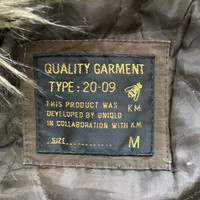 QUALITY GARMENT
TYPE: 20-09
THIS PRODUCT WAS K.M.
DEVELOPED BY UNIQLO
IN COLLABORATION WITH K.M.
SIZE M